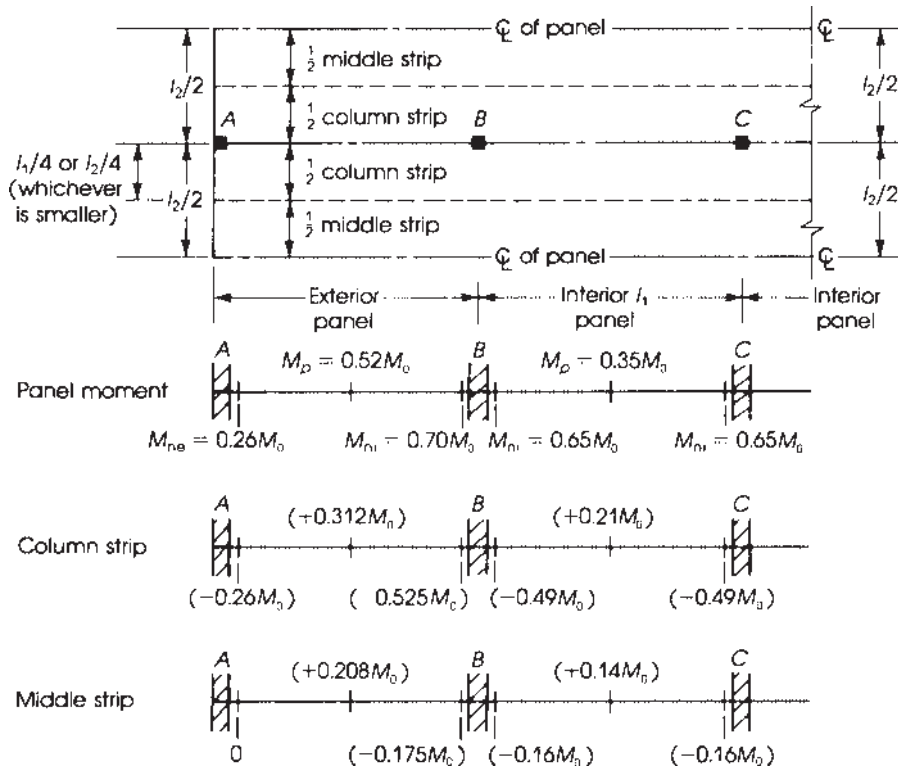 ℄ of panel ℄
½ middle strip
l₂/2 l₂/2
A ½ column strip B C
l₁/4 or l₂/4
(whichever
is smaller)
½ column strip
l₂/2 l₂/2
½ middle strip
℄ of panel ℄
Exterior panel Interior l₁ panel Interior panel
A B C
Mₚ = 0.52M₀ Mₚ = 0.35M₀
Panel moment
Mₙₑ = 0.26M₀ Mₙᵢ = 0.70M₀ Mₙᵢ = 0.65M₀ Mₙᵢ = 0.65M₀
A B C
(+0.312M₀) (+0.21M₀)
Column strip
(−0.26M₀) ( 0.525M₀) (−0.49M₀) (−0.49M₀)
A B C
(+0.208M₀) (+0.14M₀)
Middle strip
0 (−0.175M₀) (−0.16M₀) (−0.16M₀)